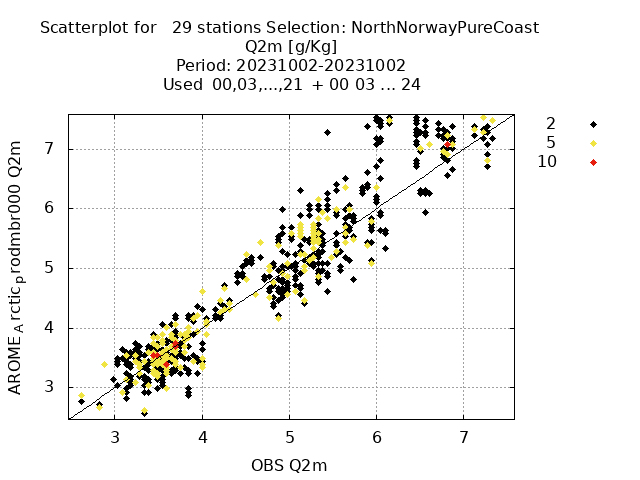 Scatterplot for 29 stations Selection: NorthNorwayPureCoast
Q2m [g/Kg]
Period: 20231002-20231002
Used 00,03,...,21 + 00 03 ... 24
2
5
10
7
6
5
4
3
AROME_Arctic_prodmbr000 Q2m
3 4 5 6 7
OBS Q2m